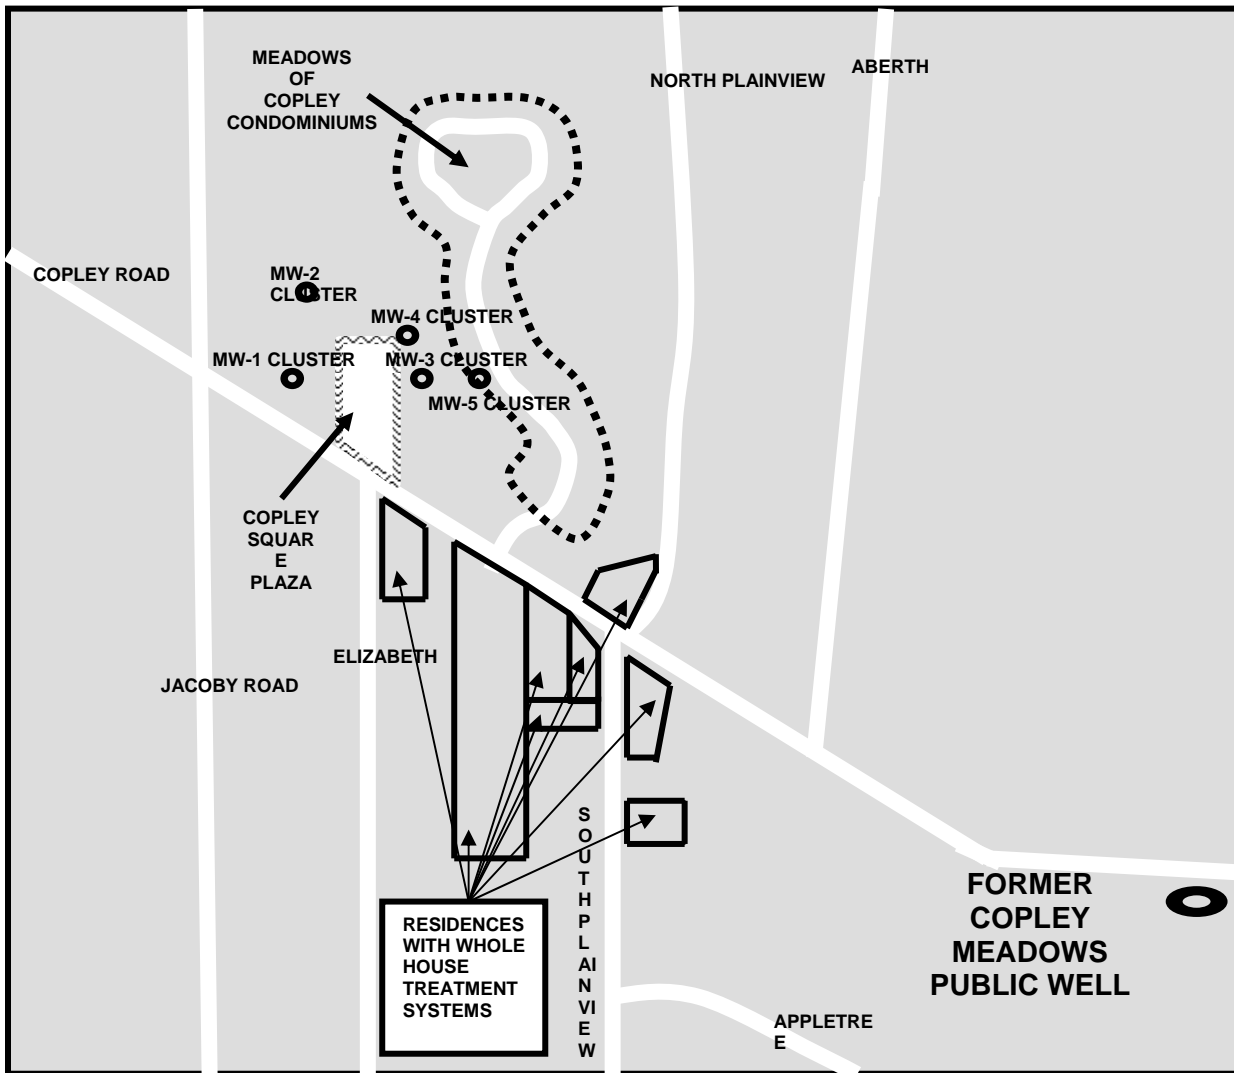 MEADOWS
OF
COPLEY
CONDOMINIUMS
NORTH PLAINVIEW
ABERTH
COPLEY ROAD
MW-2
CLUSTER
MW-4 CLUSTER
MW-1 CLUSTER
MW-3 CLUSTER
MW-5 CLUSTER
COPLEY
SQUAR
E
PLAZA
ELIZABETH
JACOBY ROAD
S
O
U
T
H
P
L
AI
N
VI
E
W
RESIDENCES
WITH WHOLE
HOUSE
TREATMENT
SYSTEMS
FORMER
COPLEY
MEADOWS
PUBLIC WELL
APPLETRE
E